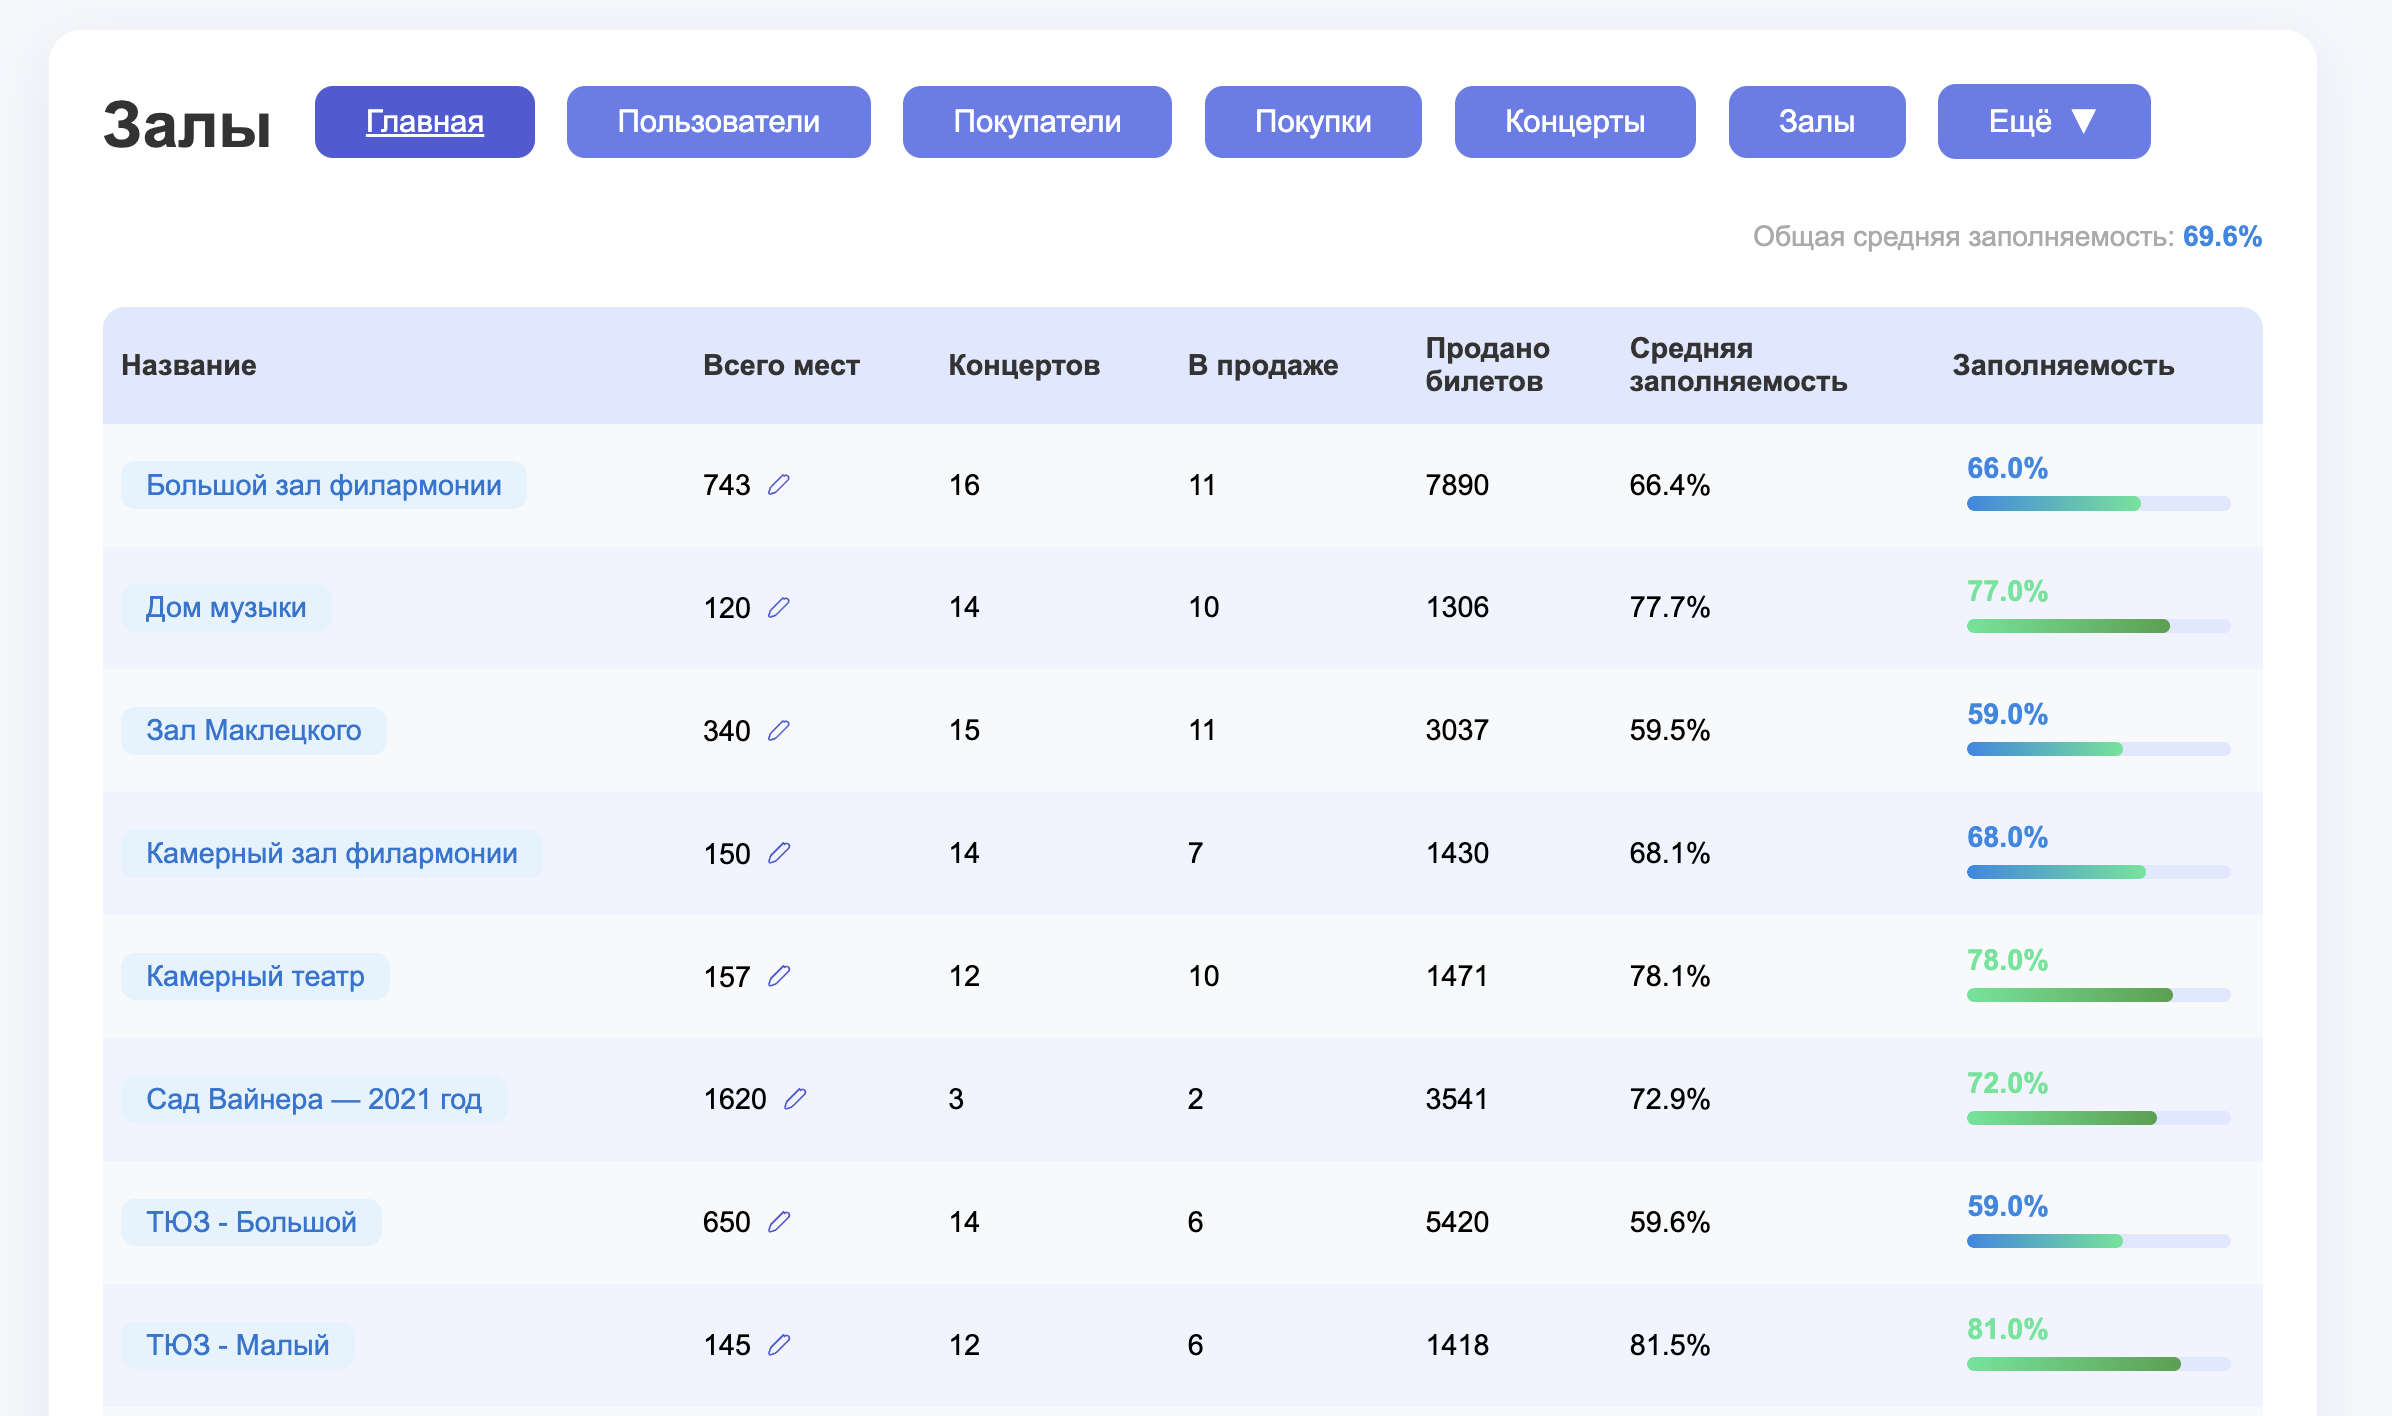 Залы
Главная
Пользователи
Покупатели
Покупки
Концерты
Залы
Ещё ▼
Общая средняя заполняемость: 69.6%
Название Всего мест Концертов В продаже Продано билетов Средняя заполняемость Заполняемость
Большой зал филармонии 743 16 11 7890 66.4% 66.0%
Дом музыки 120 14 10 1306 77.7% 77.0%
Зал Маклецкого 340 15 11 3037 59.5% 59.0%
Камерный зал филармонии 150 14 7 1430 68.1% 68.0%
Камерный театр 157 12 10 1471 78.1% 78.0%
Сад Вайнера — 2021 год 1620 3 2 3541 72.9% 72.0%
ТЮЗ - Большой 650 14 6 5420 59.6% 59.0%
ТЮЗ - Малый 145 12 6 1418 81.5% 81.0%